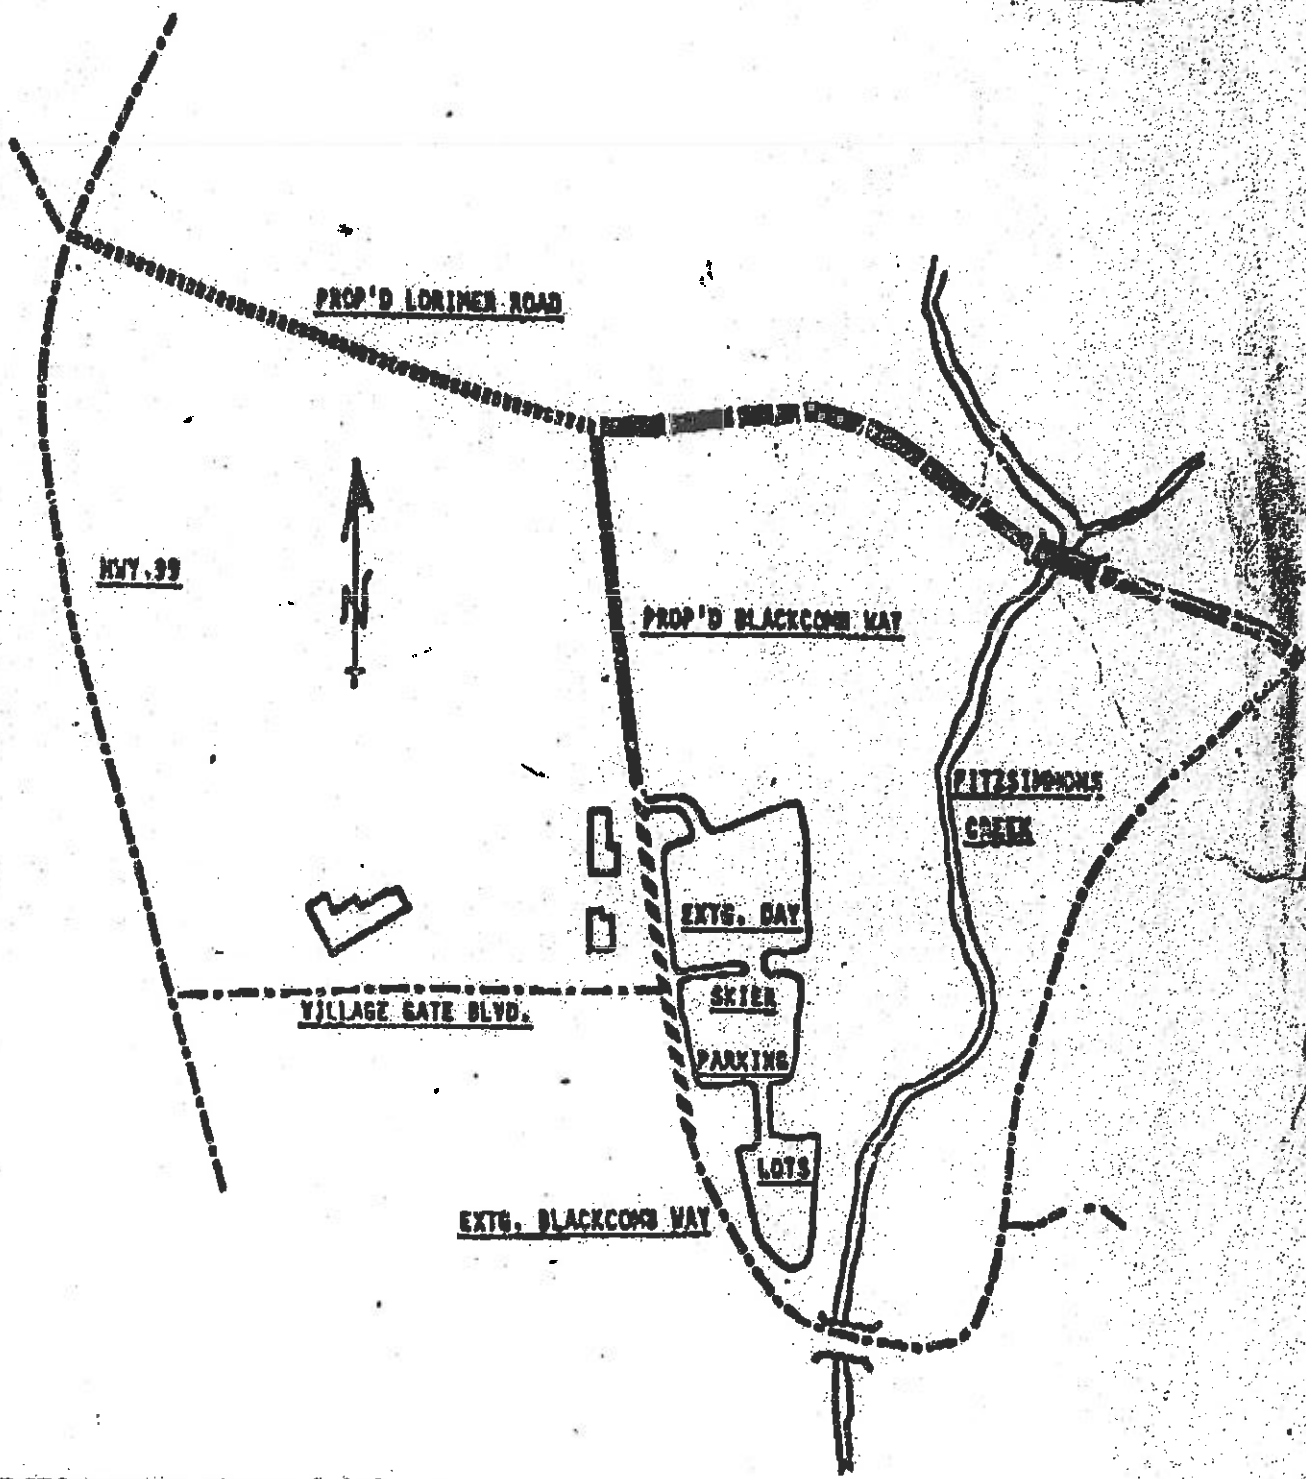 PROP'D LORIMER ROAD
HWY.99
N
PROP'D BLACKCOMB WAY
FITZSIMMONS
CREEK
EXTG. DAY
SKIER
PARKING
LOTS
VILLAGE GATE BLVD.
EXTG. BLACKCOMB WAY